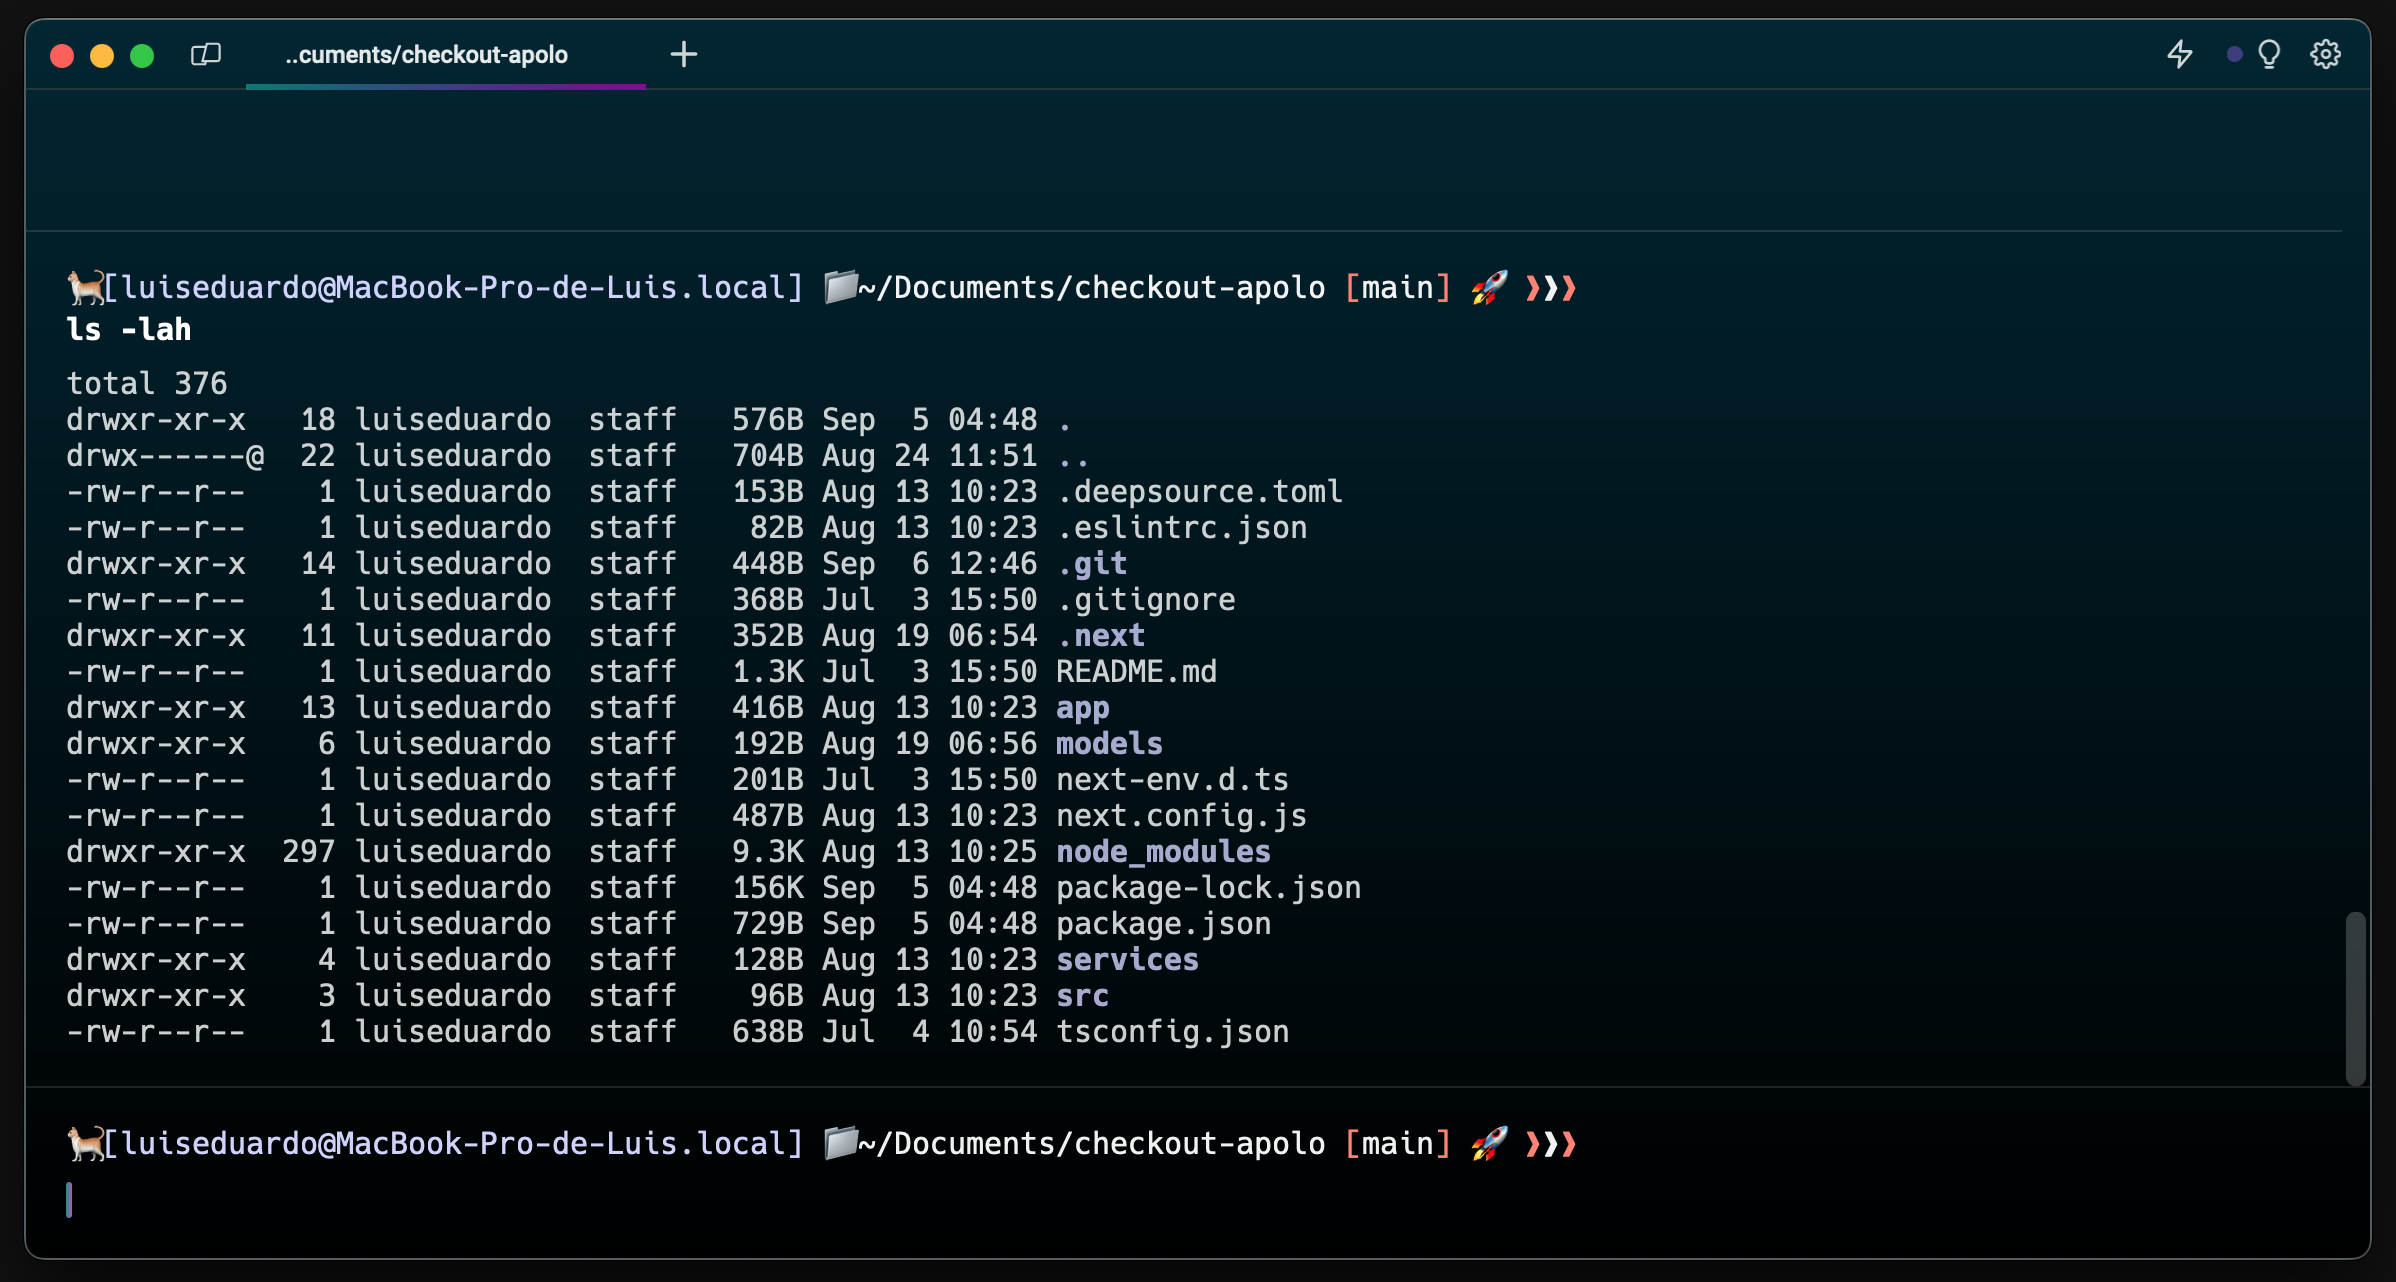 ..cuments/checkout-apolo
[luiseduardo@MacBook-Pro-de-Luis.local] ~/Documents/checkout-apolo [main] ❯❯❯
ls -lah
total 376
drwxr-xr-x   18 luiseduardo  staff   576B Sep  5 04:48 .
drwx------@  22 luiseduardo  staff   704B Aug 24 11:51 ..
-rw-r--r--    1 luiseduardo  staff   153B Aug 13 10:23 .deepsource.toml
-rw-r--r--    1 luiseduardo  staff    82B Aug 13 10:23 .eslintrc.json
drwxr-xr-x   14 luiseduardo  staff   448B Sep  6 12:46 .git
-rw-r--r--    1 luiseduardo  staff   368B Jul  3 15:50 .gitignore
drwxr-xr-x   11 luiseduardo  staff   352B Aug 19 06:54 .next
-rw-r--r--    1 luiseduardo  staff   1.3K Jul  3 15:50 README.md
drwxr-xr-x   13 luiseduardo  staff   416B Aug 13 10:23 app
drwxr-xr-x    6 luiseduardo  staff   192B Aug 19 06:56 models
-rw-r--r--    1 luiseduardo  staff   201B Jul  3 15:50 next-env.d.ts
-rw-r--r--    1 luiseduardo  staff   487B Aug 13 10:23 next.config.js
drwxr-xr-x  297 luiseduardo  staff   9.3K Aug 13 10:25 node_modules
-rw-r--r--    1 luiseduardo  staff   156K Sep  5 04:48 package-lock.json
-rw-r--r--    1 luiseduardo  staff   729B Sep  5 04:48 package.json
drwxr-xr-x    4 luiseduardo  staff   128B Aug 13 10:23 services
drwxr-xr-x    3 luiseduardo  staff    96B Aug 13 10:23 src
-rw-r--r--    1 luiseduardo  staff   638B Jul  4 10:54 tsconfig.json
[luiseduardo@MacBook-Pro-de-Luis.local] ~/Documents/checkout-apolo [main] ❯❯❯